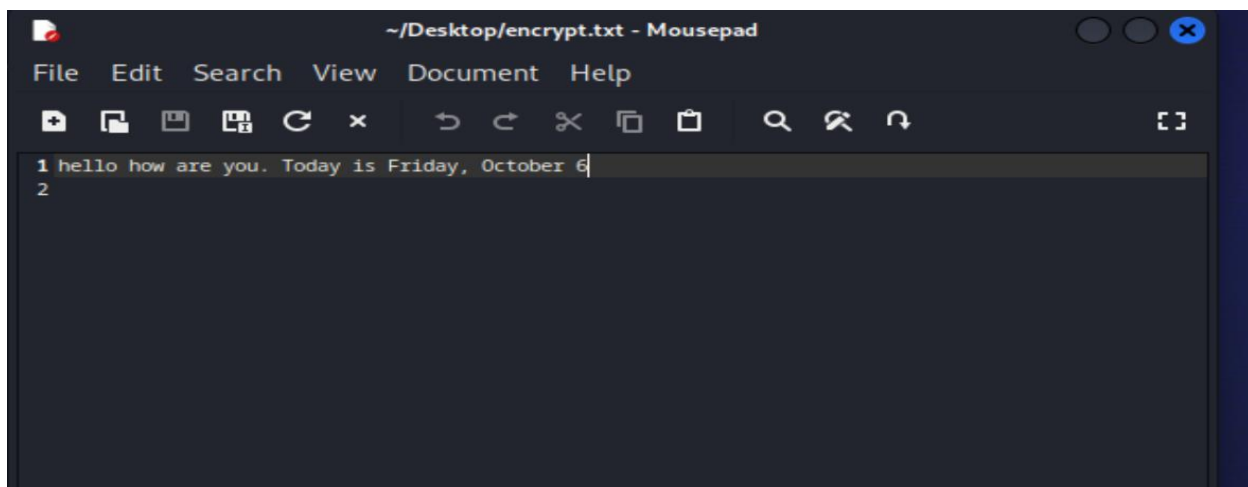 ~/Desktop/encrypt.txt - Mousepad
File Edit Search View Document Help
1 hello how are you. Today is Friday, October 6
2